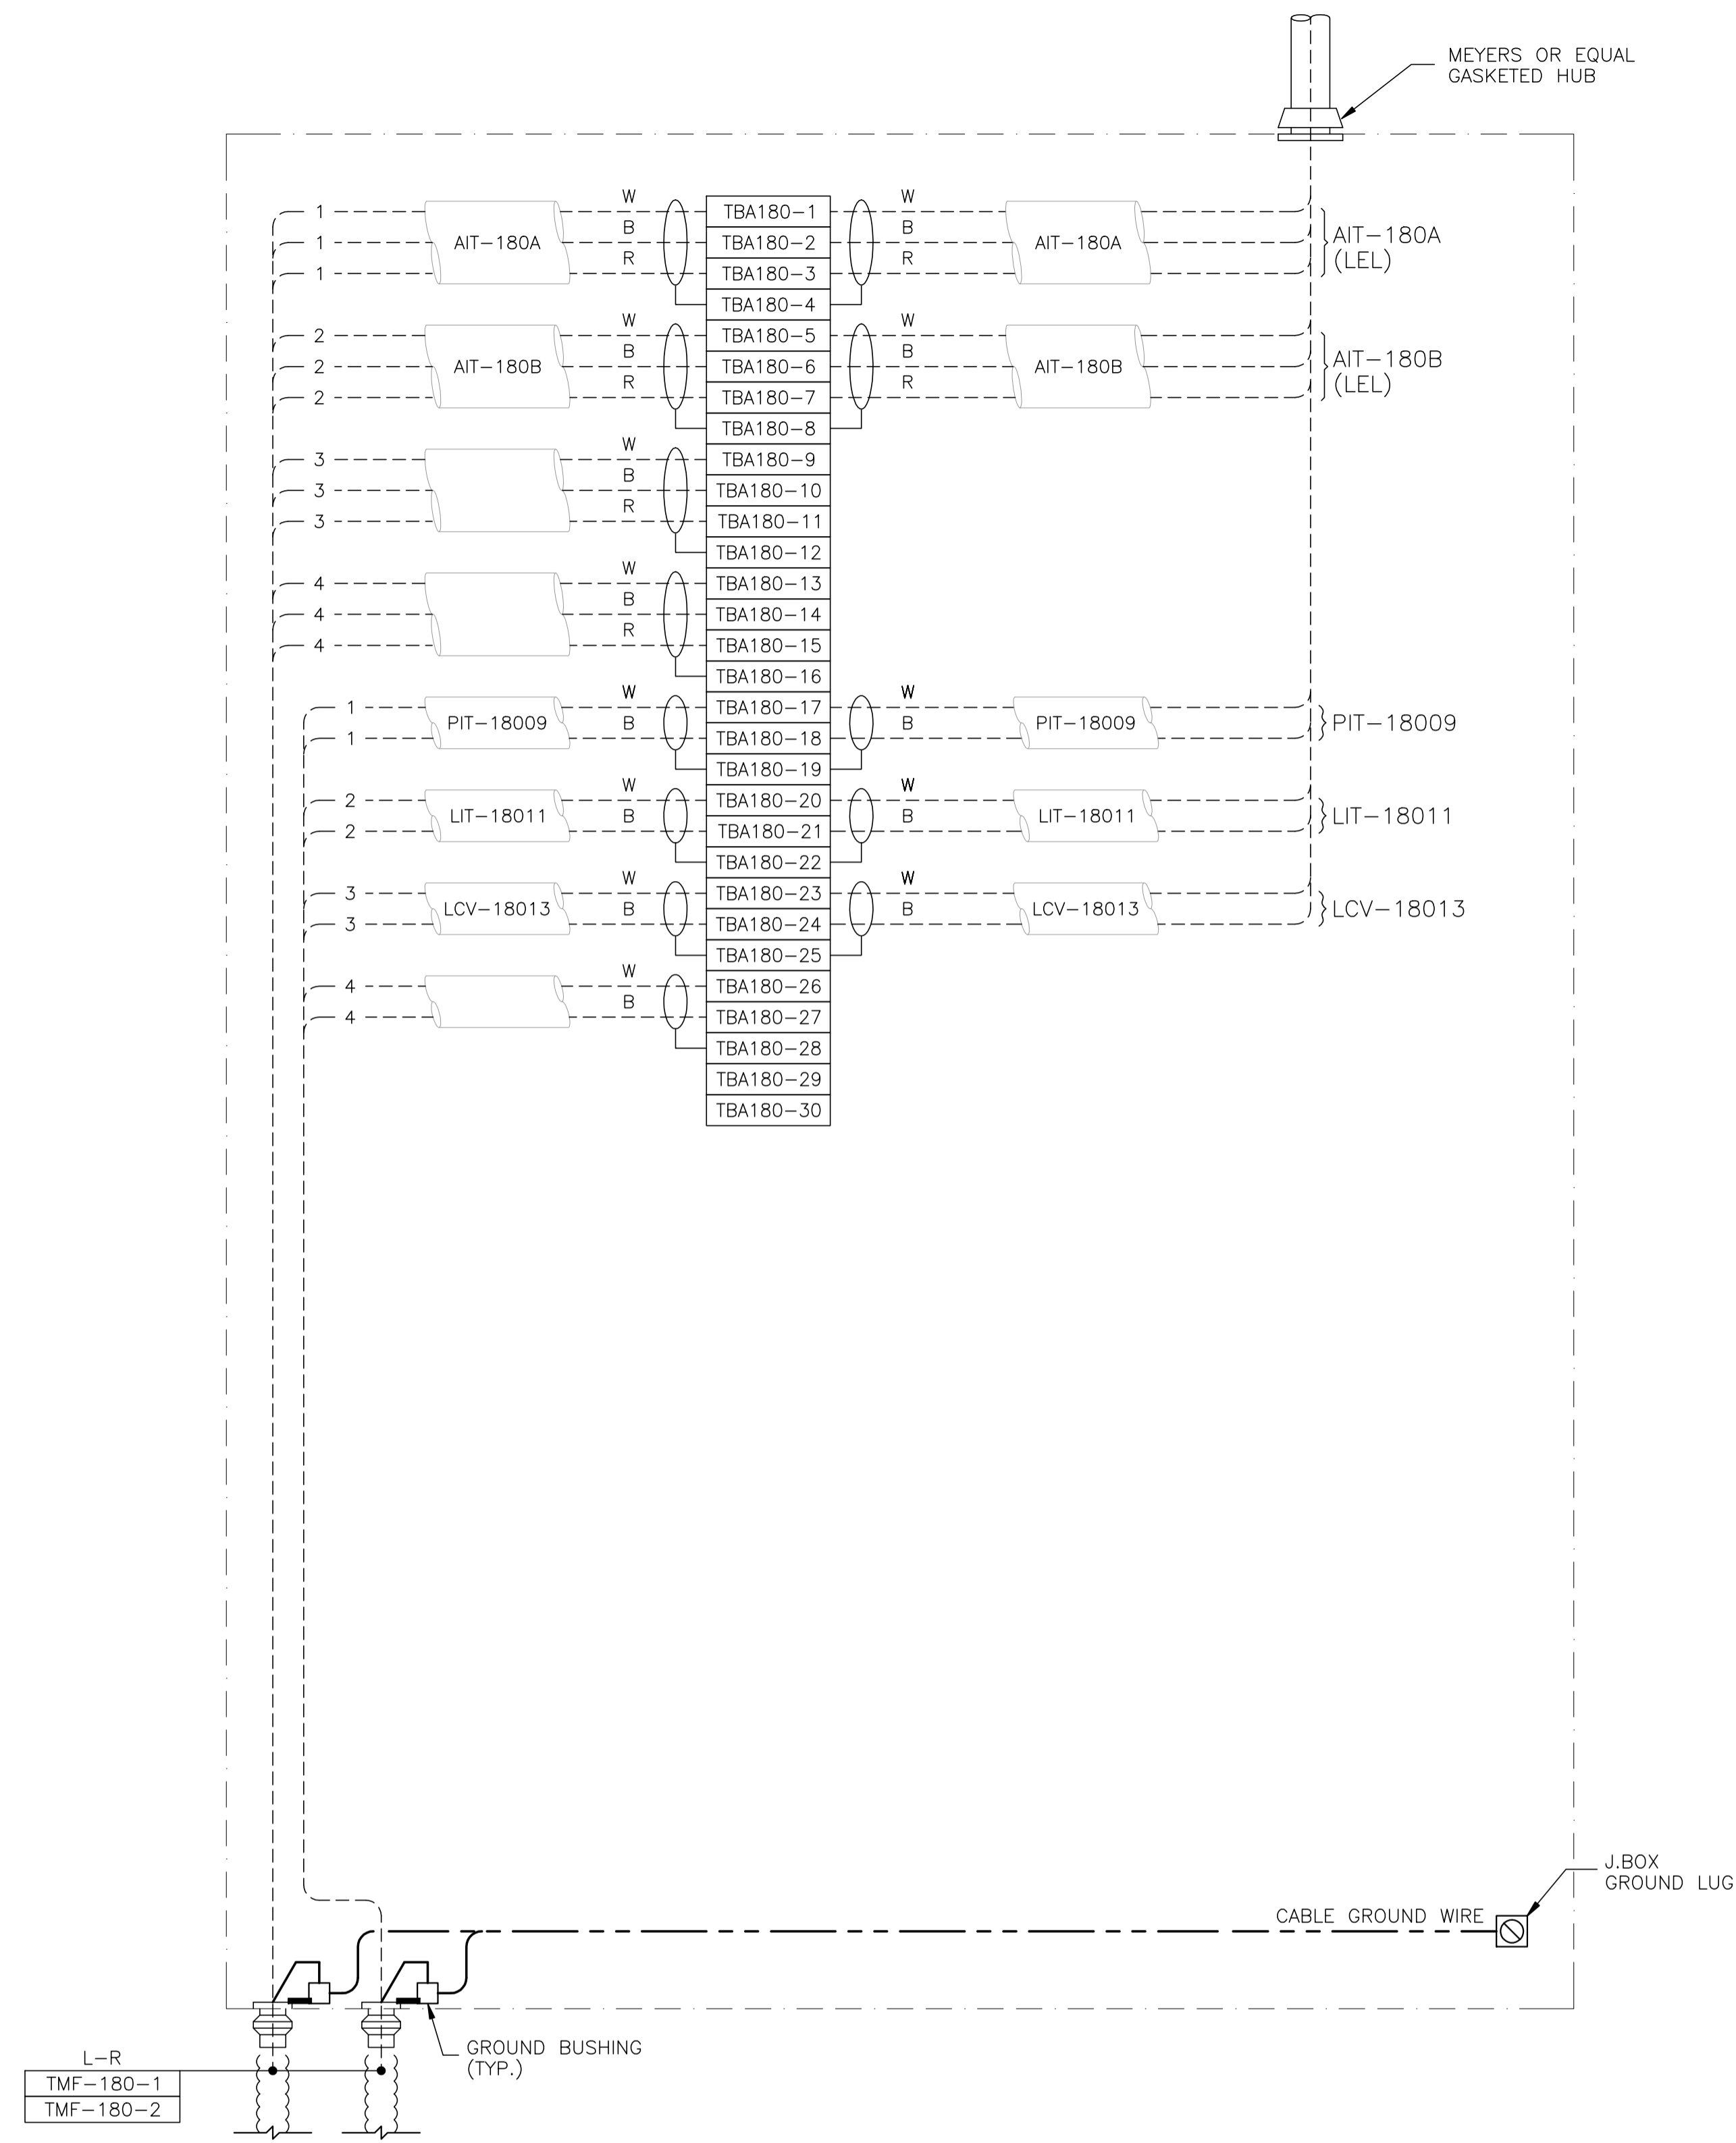 MEYERS OR EQUAL
GASKETED HUB
W W
1 TBA180-1
B B
1 AIT-180A TBA180-2 AIT-180A AIT-180A
R R (LEL)
1 TBA180-3
TBA180-4
W W
2 TBA180-5
B B
2 AIT-180B TBA180-6 AIT-180B AIT-180B
R R (LEL)
2 TBA180-7
TBA180-8
W
3 TBA180-9
B
3 TBA180-10
R
3 TBA180-11
TBA180-12
W
4 TBA180-13
B
4 TBA180-14
R
4 TBA180-15
TBA180-16
W W
1 TBA180-17
PIT-18009 B B PIT-18009 PIT-18009
1 TBA180-18
TBA180-19
W W
2 TBA180-20
LIT-18011 B B LIT-18011 LIT-18011
2 TBA180-21
TBA180-22
W W
3 TBA180-23
LCV-18013 B B LCV-18013 LCV-18013
3 TBA180-24
TBA180-25
W
4 TBA180-26
B
4 TBA180-27
TBA180-28
TBA180-29
TBA180-30
J.BOX
GROUND LUG
CABLE GROUND WIRE
GROUND BUSHING
(TYP.)
L-R
TMF-180-1
TMF-180-2